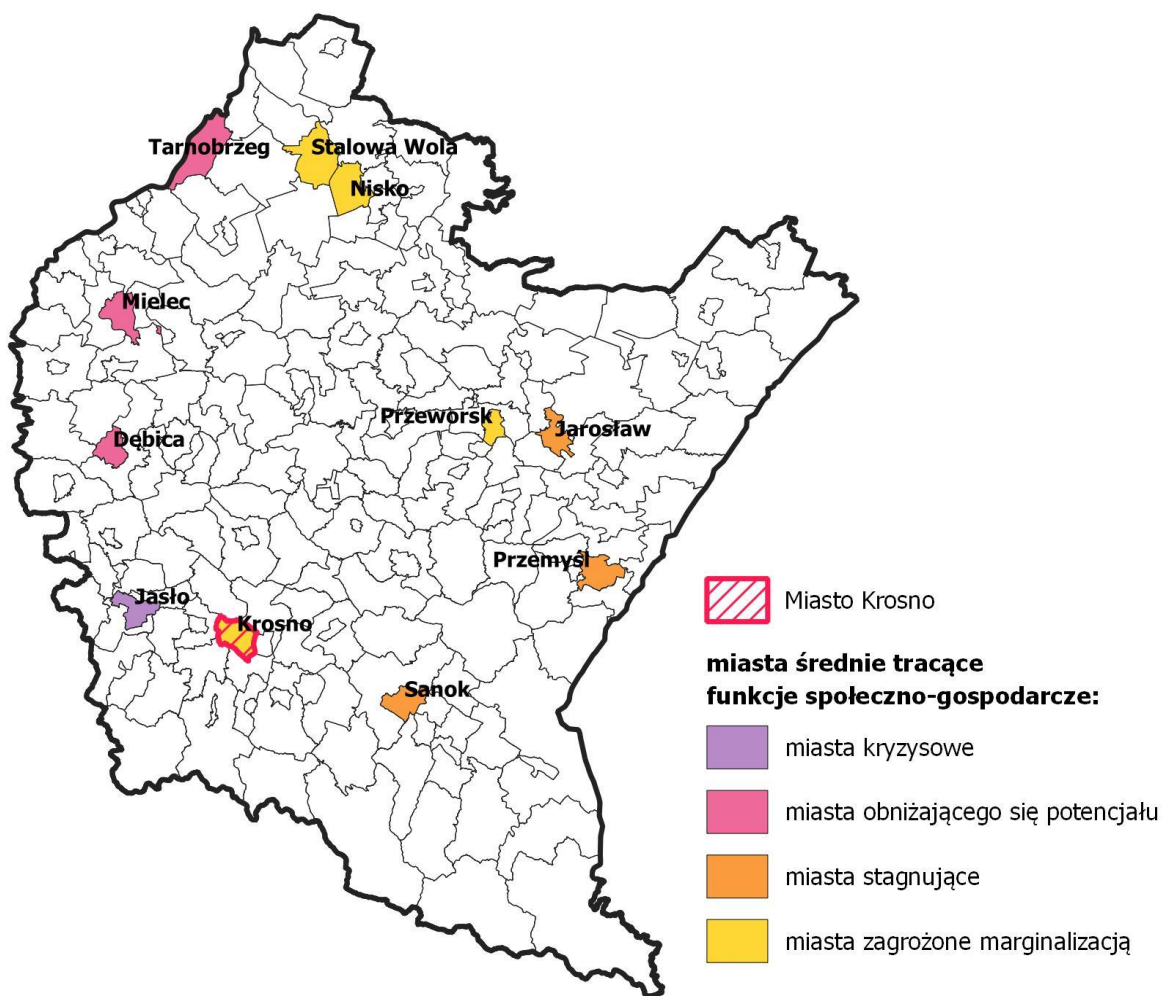 Tarnobrzeg
Stalowa Wola
Nisko
Mielec
Przeworsk
Jarosław
Dębica
Przemyśl
Jasło
Krosno
Sanok
Miasto Krosno
miasta średnie tracące
funkcje społeczno-gospodarcze:
miasta kryzysowe
miasta obniżającego się potencjału
miasta stagnujące
miasta zagrożone marginalizacją